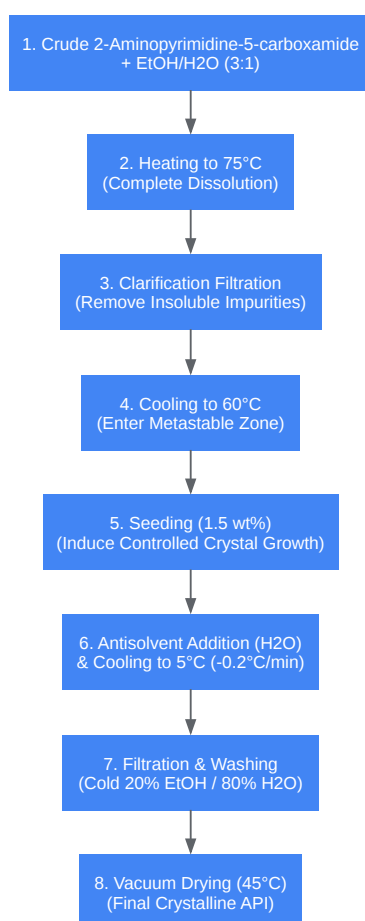 1. Crude 2-Aminopyrimidine-5-carboxamide
+ EtOH/H2O (3:1)
2. Heating to 75°C
(Complete Dissolution)
3. Clarification Filtration
(Remove Insoluble Impurities)
4. Cooling to 60°C
(Enter Metastable Zone)
5. Seeding (1.5 wt%)
(Induce Controlled Crystal Growth)
6. Antisolvent Addition (H2O)
& Cooling to 5°C (-0.2°C/min)
7. Filtration & Washing
(Cold 20% EtOH / 80% H2O)
8. Vacuum Drying (45°C)
(Final Crystalline API)